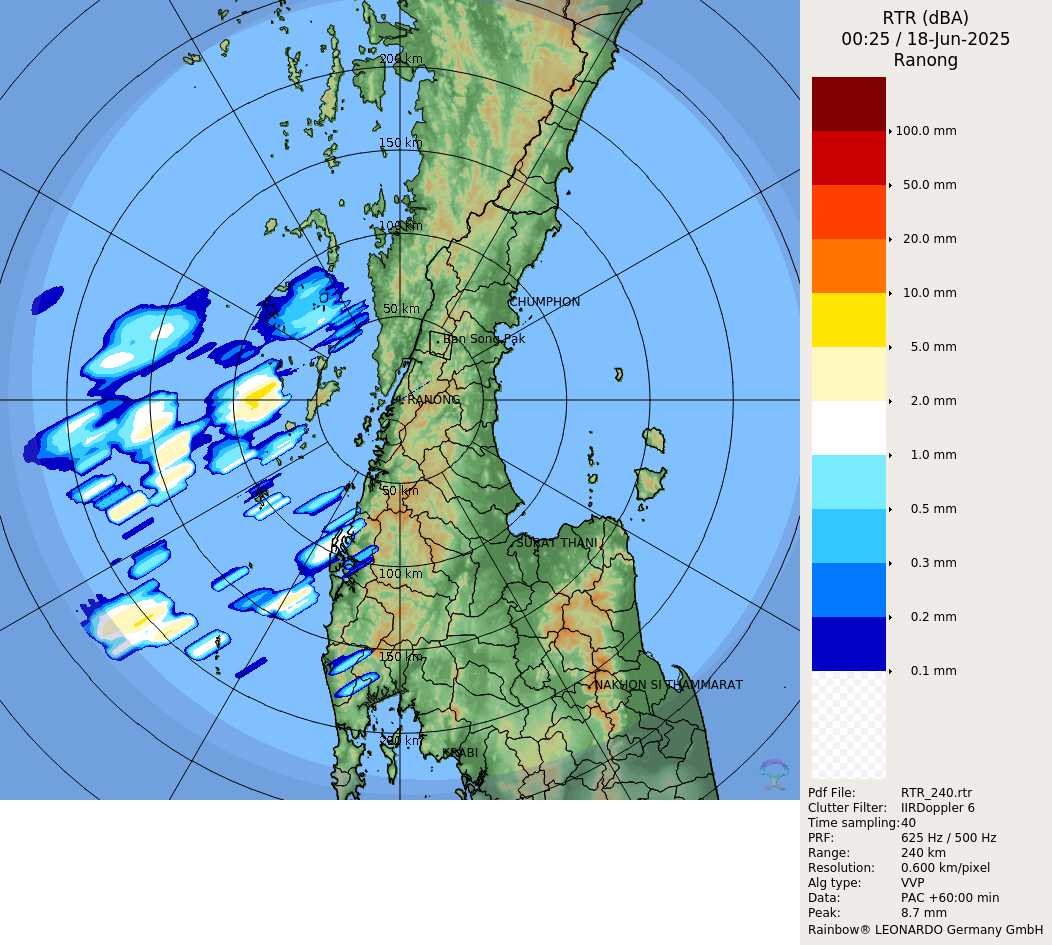 RTR (dBA)
00:25 / 18-Jun-2025
Ranong
200 km
150 km
100 km
50 km
CHUMPHON
Ban Song Pak
RANONG
50 km
SURAT THANI
100 km
150 km
NAKHON SI THAMMARAT
200 km
KRABI
100.0 mm
50.0 mm
20.0 mm
10.0 mm
5.0 mm
2.0 mm
1.0 mm
0.5 mm
0.3 mm
0.2 mm
0.1 mm
Pdf File: RTR_240.rtr
Clutter Filter: IIRDoppler 6
Time sampling: 40
PRF: 625 Hz / 500 Hz
Range: 240 km
Resolution: 0.600 km/pixel
Alg type: VVP
Data: PAC +60:00 min
Peak: 8.7 mm
Rainbow® LEONARDO Germany GmbH